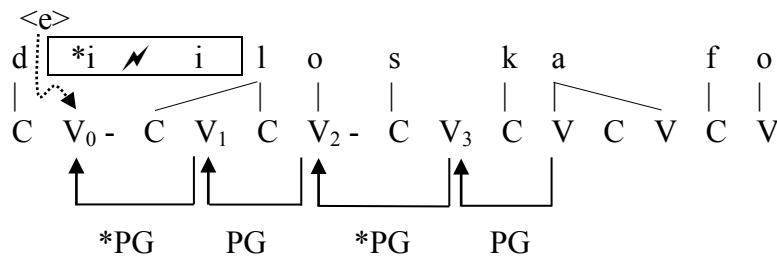 <e>
d *i i l o s k a f o
C V₀ - C V₁ C V₂ - C V₃ C V C V C V
*PG PG *PG PG